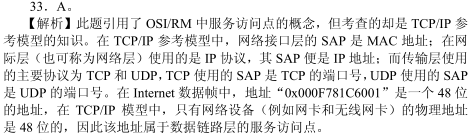 33．A。
【解析】此题引用了 OSI/RM 中服务访问点的概念，但考查的却是 TCP/IP 参
考模型的知识。在 TCP/IP 参考模型中，网络接口层的 SAP 是 MAC 地址；在网
际层（也可称为网络层）使用的是 IP 协议，其 SAP 便是 IP 地址；而传输层使用
的主要协议为 TCP 和 UDP，TCP 使用的 SAP 是 TCP 的端口号，UDP 使用的 SAP
是 UDP 的端口号。在 Internet 数据帧中，地址“0x000F781C6001”是一个 48 位
的地址，在 TCP/IP 模型中，只有网络设备（例如网卡和无线网卡）的物理地址
是 48 位的，因此该地址属于数据链路层的服务访问点。